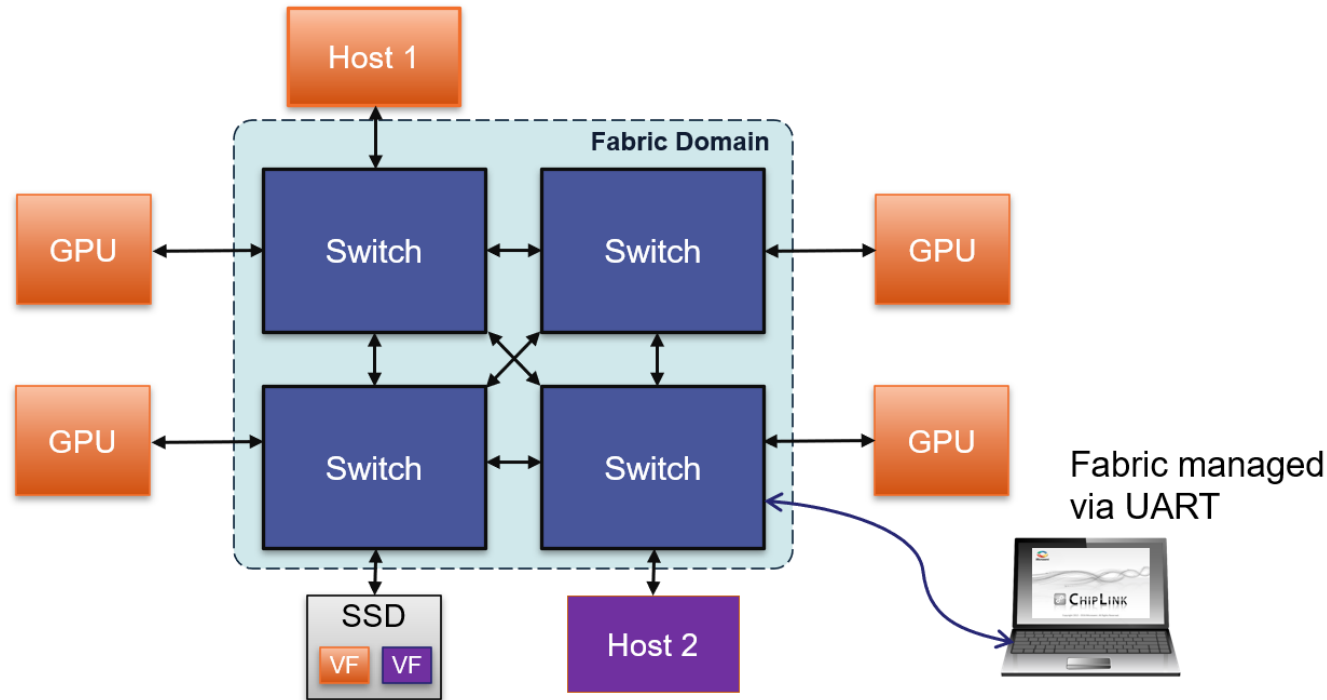 Host 1
Fabric Domain
GPU
Switch
Switch
GPU
GPU
Switch
Switch
GPU
Fabric managed
via UART
SSD
VF
VF
Host 2
CHIPLINK